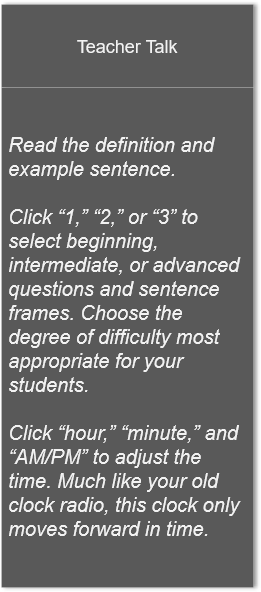 Teacher Talk
Read the definition and
example sentence.
Click “1,” “2,” or “3” to
select beginning,
intermediate, or advanced
questions and sentence
frames. Choose the
degree of difficulty most
appropriate for your
students.
Click “hour,” “minute,” and
“AM/PM” to adjust the
time. Much like your old
clock radio, this clock only
moves forward in time.